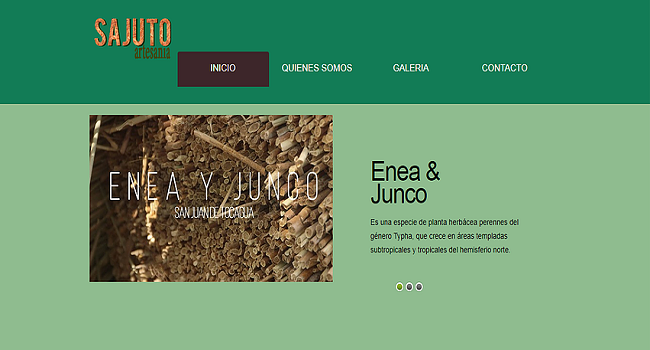 SAJUTO
artesanía
INICIO
QUIENES SOMOS
GALERIA
CONTACTO
ENEA Y JUNCO
SAN JUAN DE TOCAGUA
Enea &
Junco
Es una especie de planta herbácea perennes del
género Typha, que crece en áreas templadas
subtropicales y tropicales del hemisferio norte.